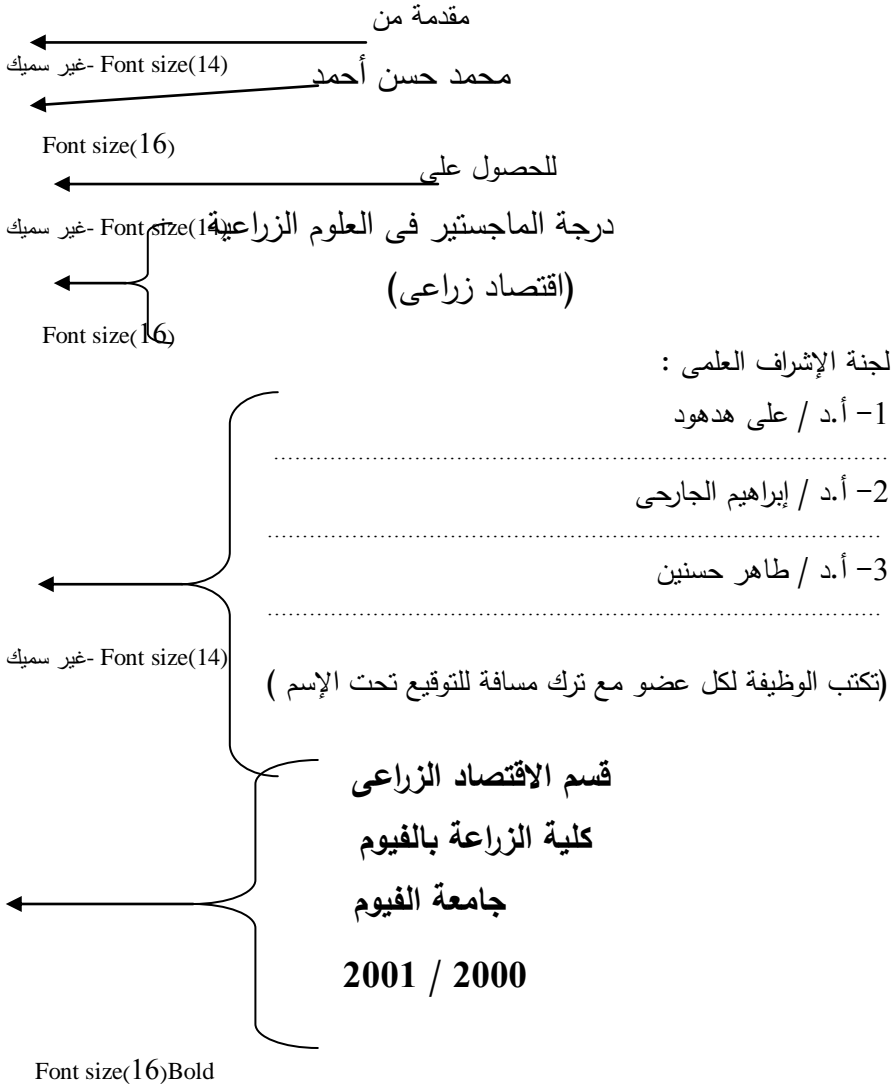 مقدمة من
Font size(14) -غير سميك
محمد حسن أحمد
Font size(16)
للحصول على
Font size(14) -غير سميك
درجة الماجستير فى العلوم الزراعية
(اقتصاد زراعى)
Font size(16)
لجنة الإشراف العلمى :
1- أ.د / على هدهود
................................................................................
2- أ.د / إبراهيم الجارحى
................................................................................
3- أ.د / طاهر حسنين
................................................................................
Font size(14) -غير سميك
(تكتب الوظيفة لكل عضو مع ترك مسافة للتوقيع تحت الإسم )
قسم الاقتصاد الزراعى
كلية الزراعة بالفيوم
جامعة الفيوم
2001 / 2000
Font size(16)Bold